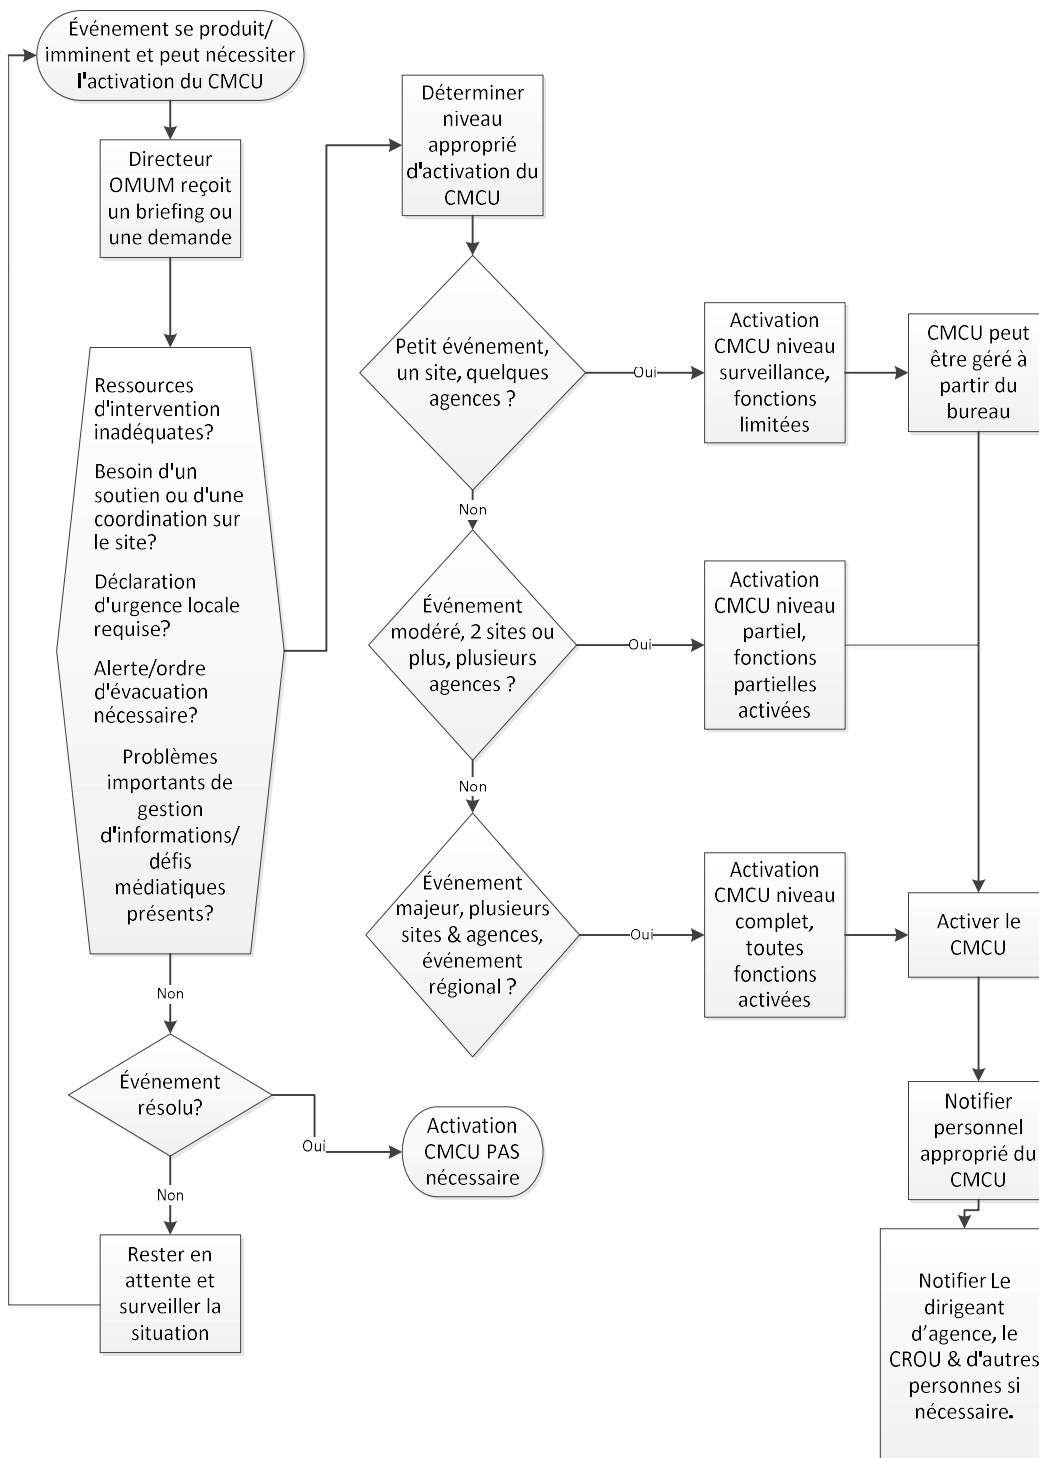 Événement se produit/
imminent et peut nécessiter
l'activation du CMCU
Directeur
OMUM reçoit
un briefing ou
une demande
Ressources
d'intervention
inadéquates?
Besoin d'un
soutien ou d'une
coordination sur
le site?
Déclaration
d'urgence locale
requise?
Alerte/ordre
d'évacuation
nécessaire?
Problèmes
importants de
gestion
d'informations/
défis
médiatiques
présents?
Non
Événement
résolu?
Oui
Activation
CMCU PAS
nécessaire
Non
Rester en
attente et
surveiller la
situation
Déterminer
niveau
approprié
d'activation du
CMCU
Petit événement,
un site, quelques
agences ?
Oui
Activation
CMCU niveau
surveillance,
fonctions
limitées
CMCU peut
être géré à
partir du
bureau
Non
Événement
modéré, 2 sites ou
plus, plusieurs
agences ?
Oui
Activation
CMCU niveau
partiel,
fonctions
partielles
activées
Non
Événement
majeur, plusieurs
sites & agences,
événement
régional ?
Oui
Activation
CMCU niveau
complet,
toutes
fonctions
activées
Activer le
CMCU
Notifier
personnel
approprié du
CMCU
Notifier Le
dirigeant
d’agence, le
CROU & d'autres
personnes si
nécessaire.